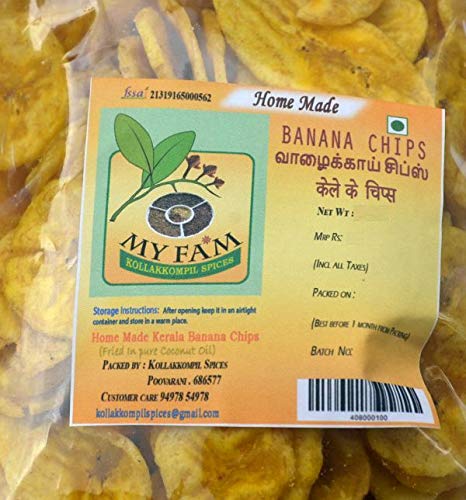 fssai 21319165000562
Home Made
BANANA CHIPS
வாழைக்காய் சிப்ஸ்
केले के चिप्स
NET WT :
MRP RS:
(INCL ALL TAXES)
PACKED ON :
(BEST BEFORE 1 MONTH FROM PACKING)
BATCH NO:
MY FAM
KOLLAKKOMPIL SPICES
Storage Instructions: After opening keep it in an airtight
container and store in a warm place.
Home Made Kerala Banana Chips
(Fried In pure Coconut Oil)
PACKED BY : KOLLAKKOMPIL SPICES
POOVARANI . 686577
CUSTOMER CARE 94978 54978
kollakkompilspices@gmail.com
408000100